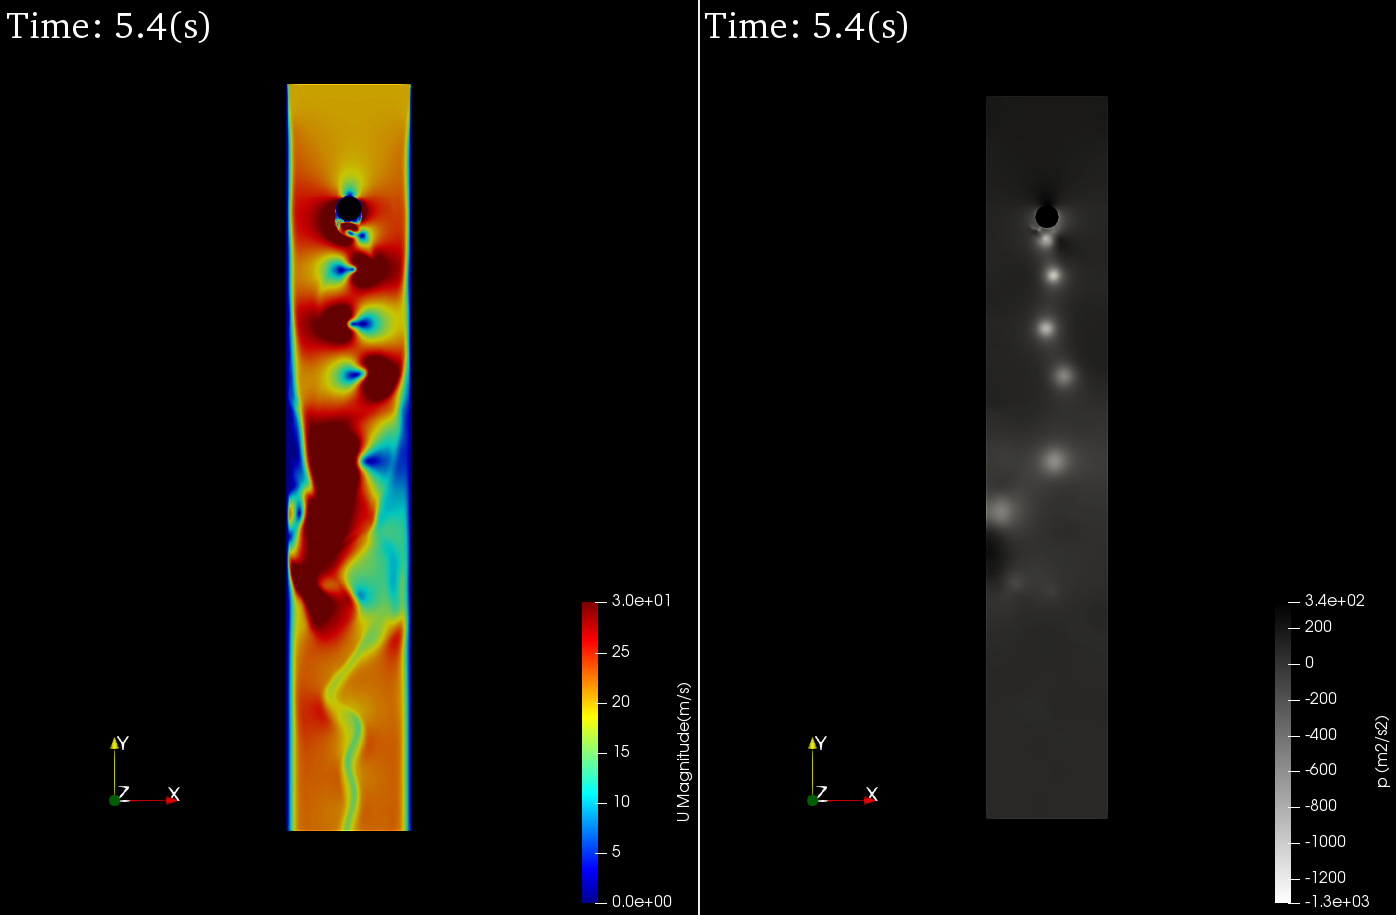 Time: 5.4(s)
3.0e+01
25
20
15
10
5
0.0e+00
U Magnitude(m/s)
Y
Z
X
Time: 5.4(s)
3.4e+02
200
0
-200
-400
-600
-800
-1000
-1200
-1.3e+03
p (m2/s2)
Y
Z
X